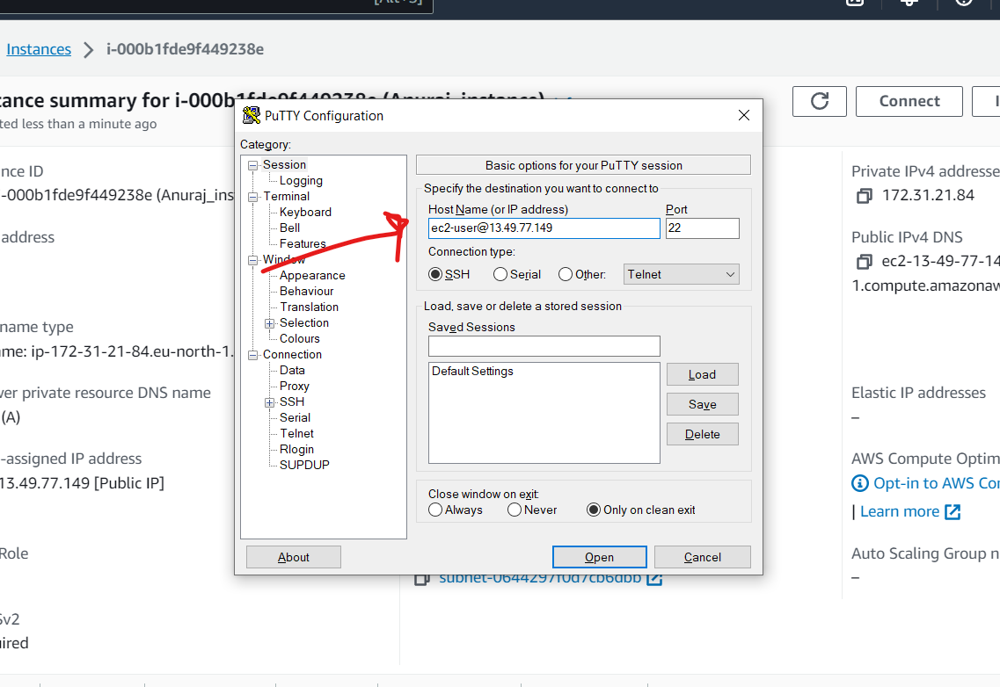 [Alt+S]
Instances > i-000b1fde9f449238e
tance summary for i-000b1fde9f449238e (Anuraj_instance)
ted less than a minute ago
Connect
nce ID
-000b1fde9f449238e (Anuraj_ins
address
name type
me: ip-172-31-21-84.eu-north-1.
ver private resource DNS name
(A)
-assigned IP address
13.49.77.149 [Public IP]
Role
Sv2
uired
PuTTY Configuration
Category:
Session
Logging
Terminal
Keyboard
Bell
Features
Window
Appearance
Behaviour
Translation
Selection
Colours
Connection
Data
Proxy
SSH
Serial
Telnet
Rlogin
SUPDUP
Basic options for your PuTTY session
Specify the destination you want to connect to
Host Name (or IP address) Port
ec2-user@13.49.77.149 22
Connection type:
SSH Serial Other: Telnet
Load, save or delete a stored session
Saved Sessions
Default Settings
Load
Save
Delete
Close window on exit:
Always Never Only on clean exit
About Open Cancel
subnet-0644297f0d7cb6dbb
Private IPv4 addresse
172.31.21.84
Public IPv4 DNS
ec2-13-49-77-14
1.compute.amazonaw
Elastic IP addresses
–
AWS Compute Optim
Opt-in to AWS Co
| Learn more
Auto Scaling Group n
–